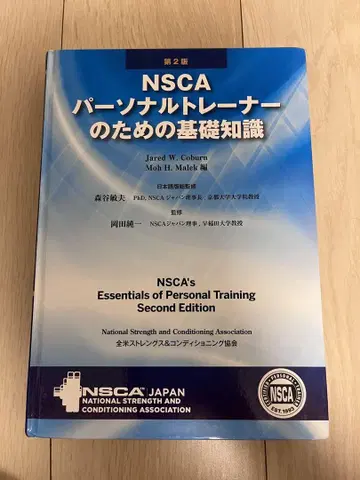 第2版
NSCA
パーソナルトレーナー
のための基礎知識
Jared W. Coburn
Moh H. Malek 編
日本語版総監修
森谷敏夫 PhD, NSCAジャパン理事長, 京都大学大学院教授
監修
岡田純一 NSCAジャパン理事, 早稲田大学教授
NSCA's
Essentials of Personal Training
Second Edition
National Strength and Conditioning Association
全米ストレングス&コンディショニング協会
NSCA JAPAN
NATIONAL STRENGTH AND
CONDITIONING ASSOCIATION
CERTIFIED PERSONAL TRAINER
NSCA
EST. 1993